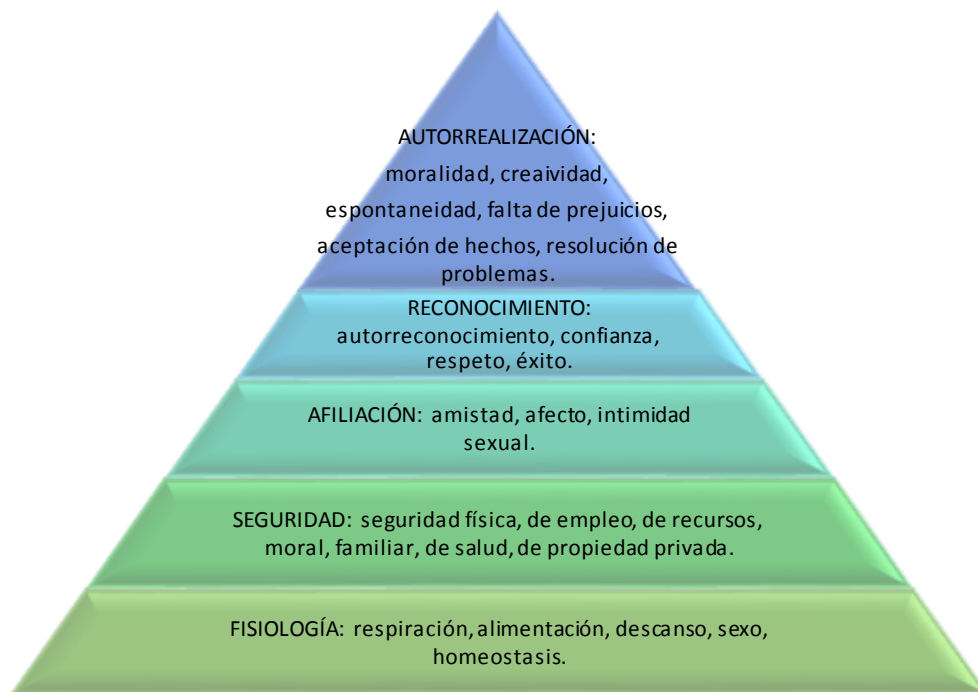 AUTORREALIZACIÓN:
moralidad, creaividad,
espontaneidad, falta de prejuicios,
aceptación de hechos, resolución de
problemas.
RECONOCIMIENTO:
autorreconocimiento, confianza,
respeto, éxito.
AFILIACIÓN: amistad, afecto, intimidad
sexual.
SEGURIDAD: seguridad física, de empleo, de recursos,
moral, familiar, de salud, de propiedad privada.
FISIOLOGÍA: respiración, alimentación, descanso, sexo,
homeostasis.